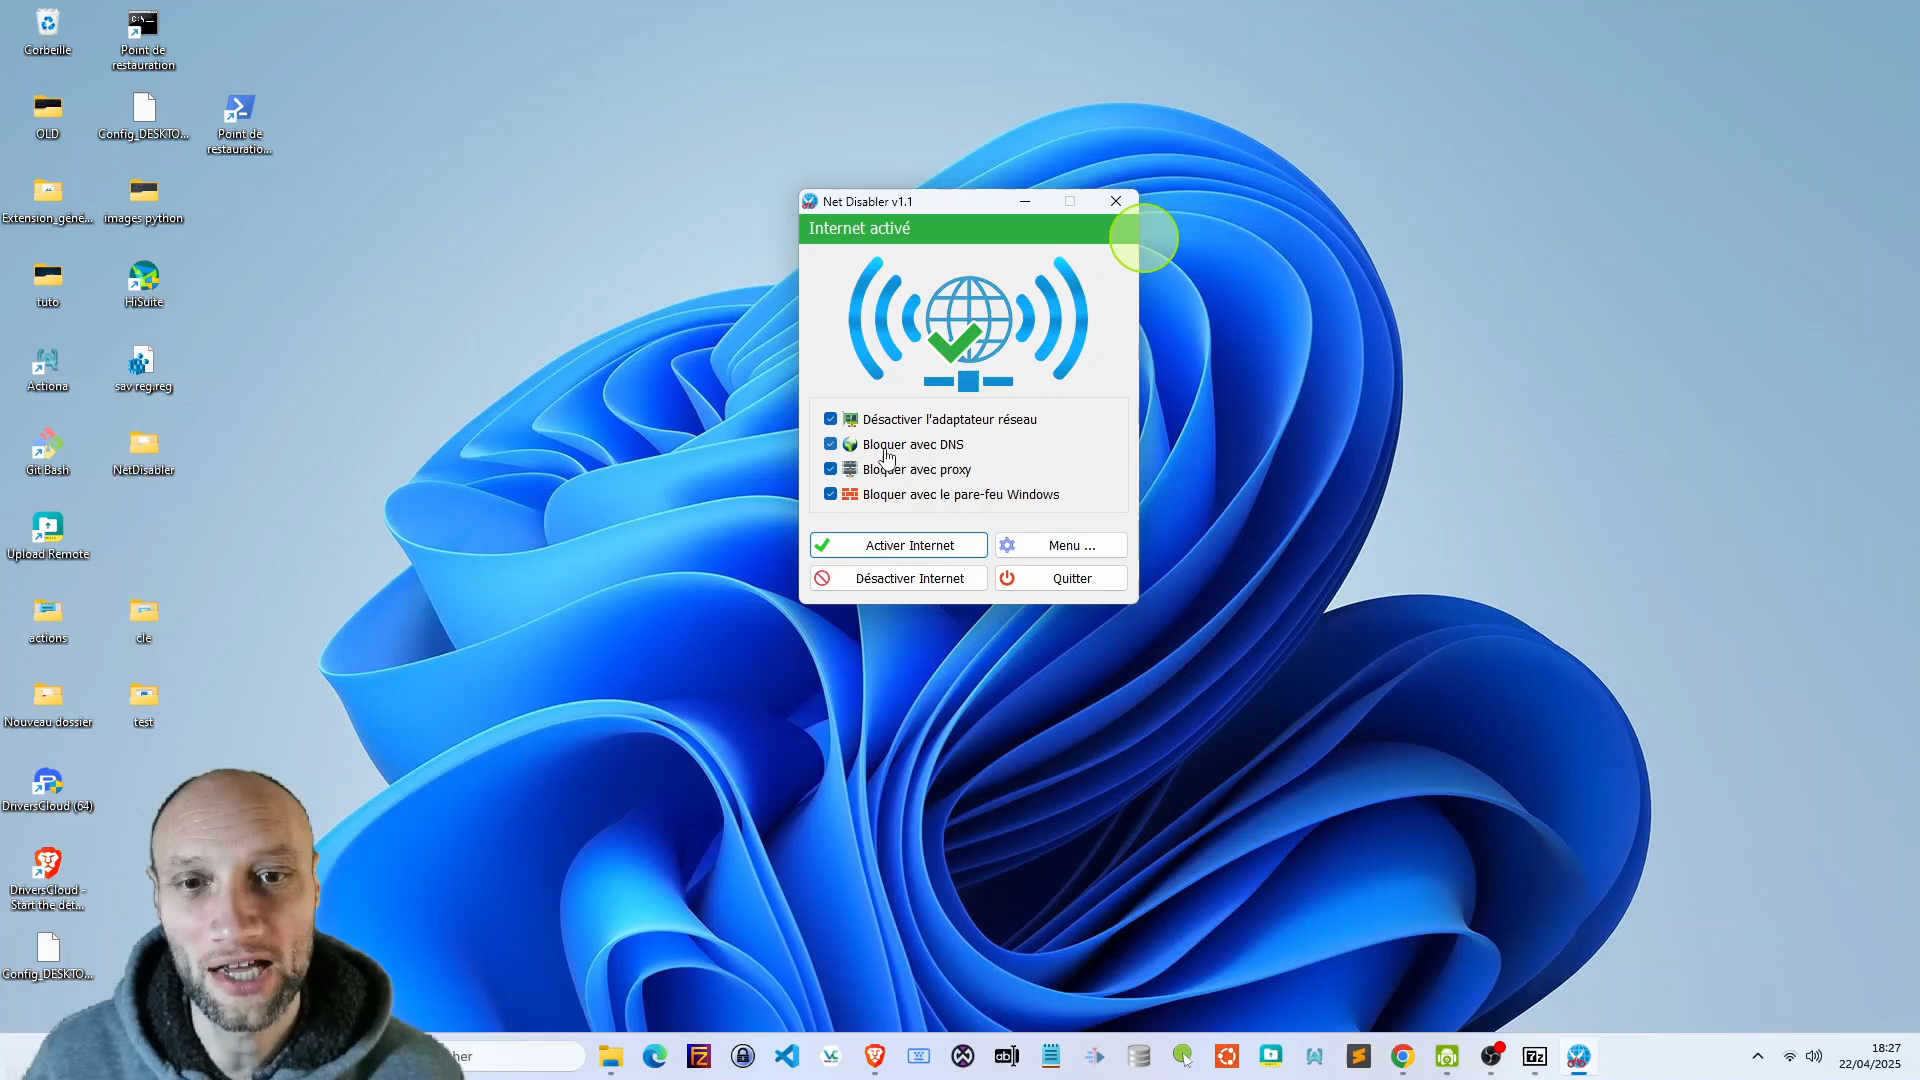 Corbeille
Point de
restauration
OLD
Config_DESKTO...
Point de
restauratio...
Extension_géné...
images python
tuto
HiSuite
Actiona
sav reg.reg
Git Bash
NetDisabler
Upload Remote
actions
cle
Nouveau dossier
test
DriversCloud (64)
DriversCloud -
Start the det...
Config_DESKTO...
Net Disabler v1.1
Internet activé
Désactiver l'adaptateur réseau
Bloquer avec DNS
Bloquer avec proxy
Bloquer avec le pare-feu Windows
Activer Internet
Menu ...
Désactiver Internet
Quitter
her
18:27
22/04/2025